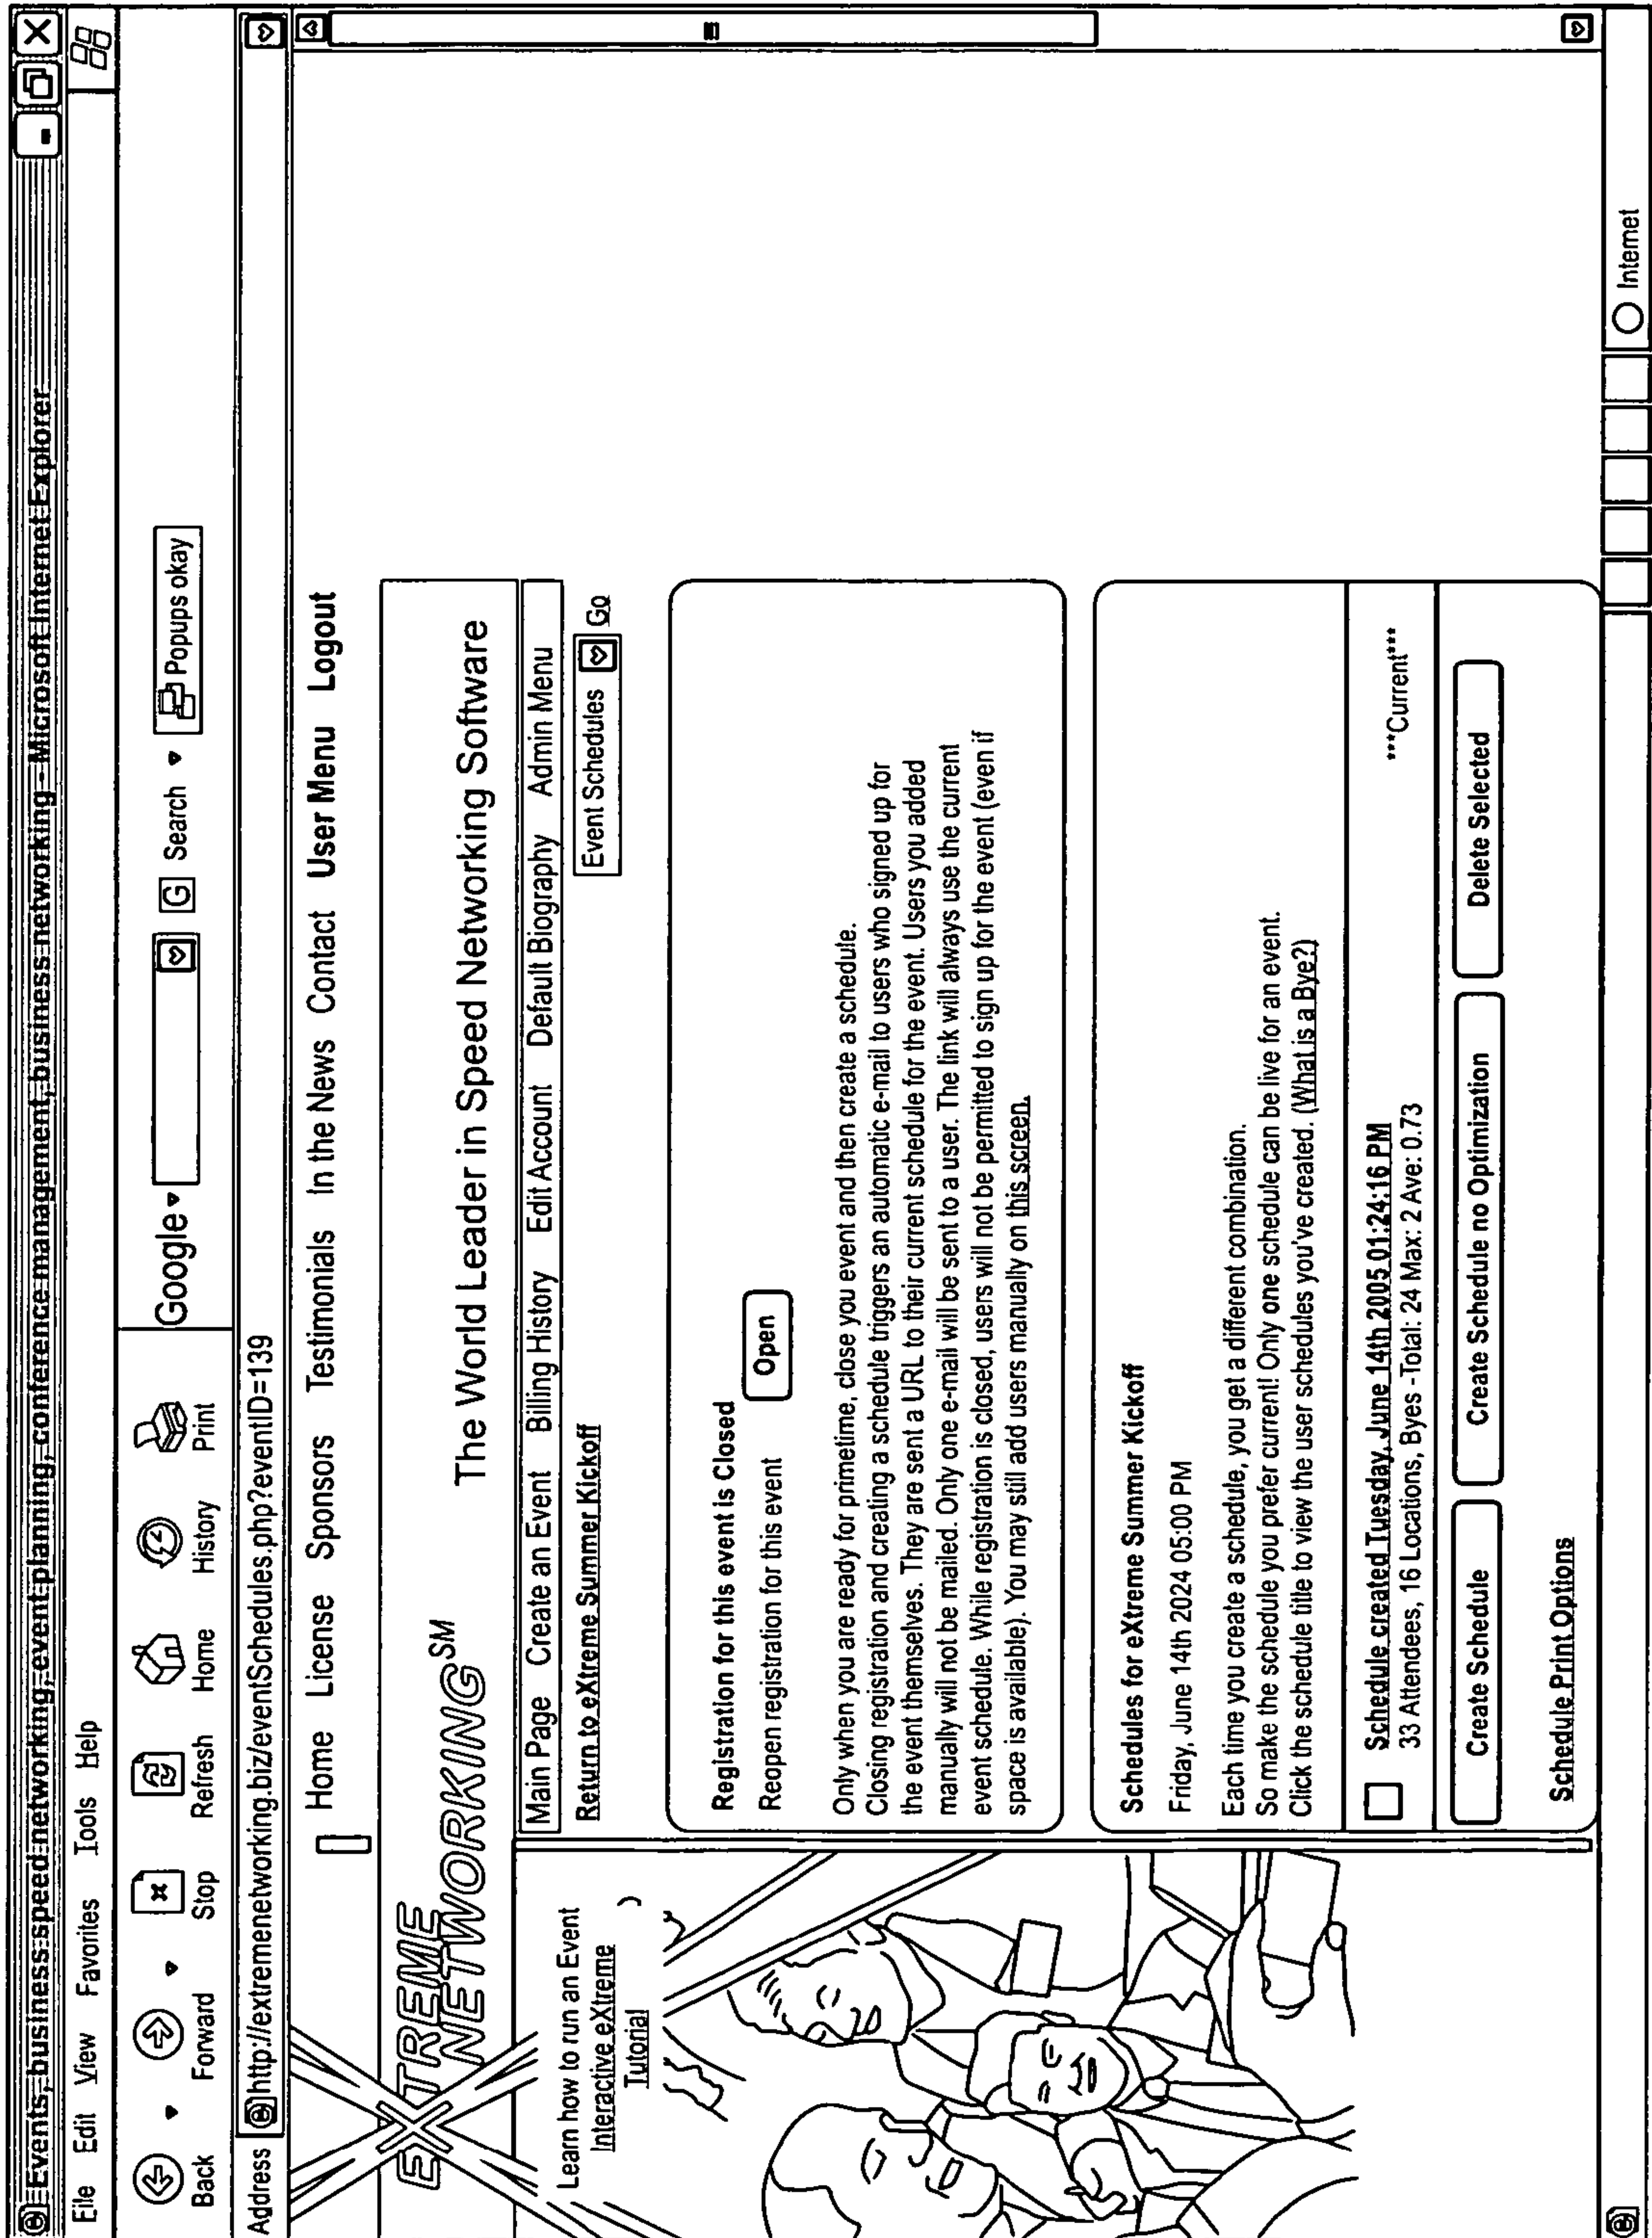 Events, business speed networking, event planning, conference management, business networking - Microsoft Internet Explorer
File Edit View Favorites Tools Help
Back Forward Stop Refresh Home History Print Google G Search Popups okay
Address http://extremenetworking.biz/eventSchedules.php?eventID=139
Home License Sponsors Testimonials In the News Contact User Menu Logout
EXTREME
NETWORKING SM
The World Leader in Speed Networking Software
Main Page Create an Event Billing History Edit Account Default Biography Admin Menu
Return to eXtreme Summer Kickoff
Event Schedules Go
Learn how to run an Event
Interactive eXtreme
Tutorial
Registration for this event is Closed
Reopen registration for this event Open
Only when you are ready for primetime, close you event and then create a schedule.
Closing registration and creating a schedule triggers an automatic e-mail to users who signed up for
the event themselves. They are sent a URL to their current schedule for the event. Users you added
manually will not be mailed. Only one e-mail will be sent to a user. The link will always use the current
event schedule. While registration is closed, users will not be permitted to sign up for the event (even if
space is available). You may still add users manually on this screen.
Schedules for eXtreme Summer Kickoff
Friday, June 14th 2024 05:00 PM
Each time you create a schedule, you get a different combination.
So make the schedule you prefer current! Only one schedule can be live for an event.
Click the schedule title to view the user schedules you've created. (What is a Bye?)
Schedule created Tuesday, June 14th 2005 01:24:16 PM
33 Attendees, 16 Locations, Byes -Total: 24 Max: 2 Ave: 0.73
***Current***
Create Schedule Create Schedule no Optimization Delete Selected
Schedule Print Options
Internet